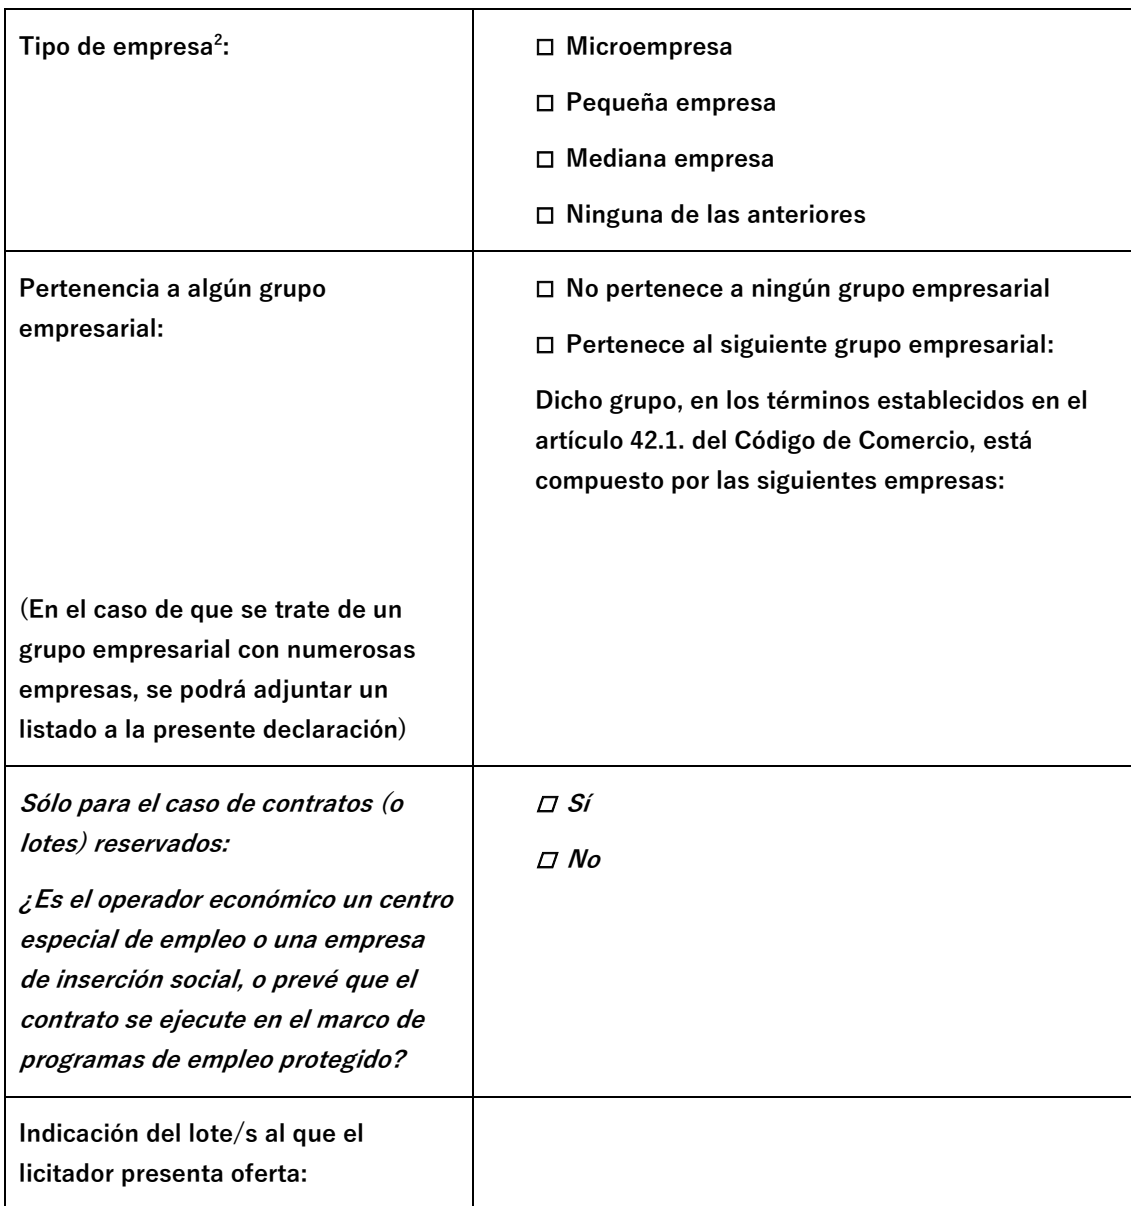 Tipo de empresa²:
☐ Microempresa
☐ Pequeña empresa
☐ Mediana empresa
☐ Ninguna de las anteriores
Pertenencia a algún grupo
empresarial:
(En el caso de que se trate de un
grupo empresarial con numerosas
empresas, se podrá adjuntar un
listado a la presente declaración)
☐ No pertenece a ningún grupo empresarial
☐ Pertenece al siguiente grupo empresarial:
Dicho grupo, en los términos establecidos en el
artículo 42.1. del Código de Comercio, está
compuesto por las siguientes empresas:
Sólo para el caso de contratos (o
lotes) reservados:
¿Es el operador económico un centro
especial de empleo o una empresa
de inserción social, o prevé que el
contrato se ejecute en el marco de
programas de empleo protegido?
☐ Sí
☐ No
Indicación del lote/s al que el
licitador presenta oferta: